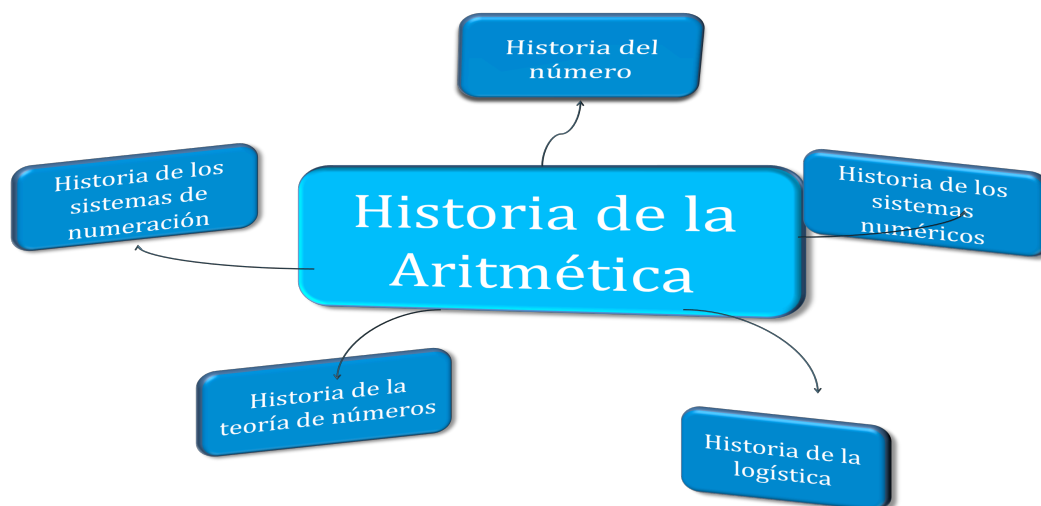 Historia del
número
Historia de los
sistemas de
numeración
Historia de la
Aritmética
Historia de los
sistemas
numéricos
Historia de la
teoría de números
Historia de la
logística